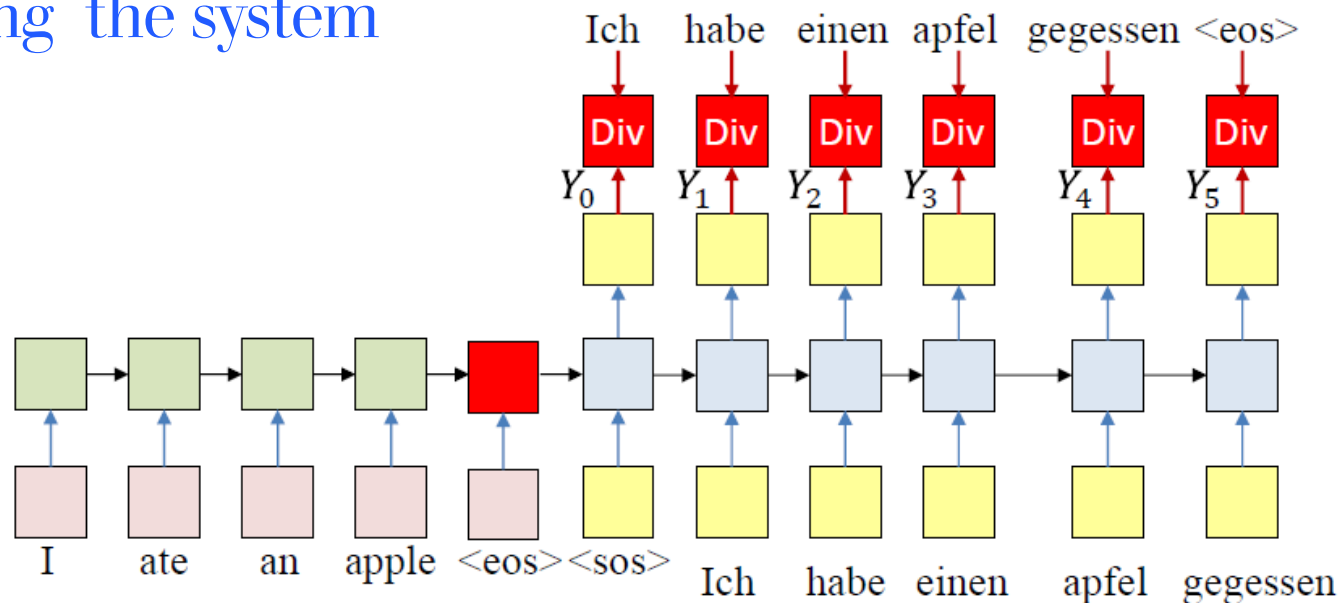 ng the system
Ich habe einen apfel gegessen <eos>
Div Div Div Div Div Div
Y0 Y1 Y2 Y3 Y4 Y5
I ate an apple <eos> <sos>
Ich habe einen apfel gegessen